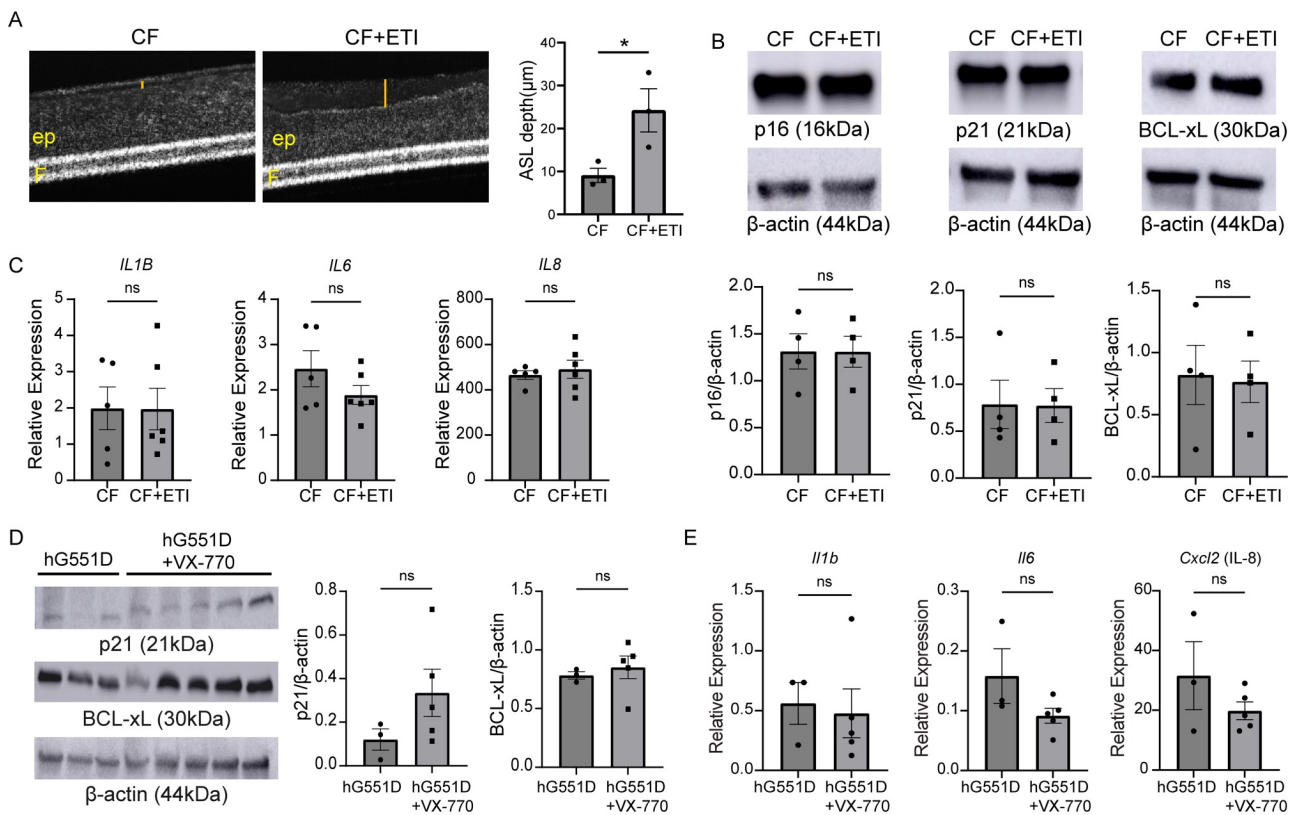 A
CF
CF+ETI
ep
F
ep
F
ASL depth(μm)
40
30
20
10
0
*
CF
CF+ETI
B
CF CF+ETI
p16 (16kDa)
β-actin (44kDa)
CF CF+ETI
p21 (21kDa)
β-actin (44kDa)
CF CF+ETI
BCL-xL (30kDa)
β-actin (44kDa)
p16/β-actin
2.0
1.5
1.0
0.5
0.0
ns
CF
CF+ETI
p21/β-actin
2.0
1.5
1.0
0.5
0.0
ns
CF
CF+ETI
BCL-xL/β-actin
1.5
1.0
0.5
0.0
ns
CF
CF+ETI
C
IL1B
Relative Expression
5
4
3
2
1
0
ns
CF
CF+ETI
IL6
Relative Expression
4
3
2
1
0
ns
CF
CF+ETI
IL8
Relative Expression
800
600
400
200
0
ns
CF
CF+ETI
D
hG551D
hG551D
+VX-770
p21 (21kDa)
BCL-xL (30kDa)
β-actin (44kDa)
p21/β-actin
0.8
0.6
0.4
0.2
0.0
ns
hG551D
hG551D
+VX-770
BCL-xL/β-actin
1.5
1.0
0.5
0.0
ns
hG551D
hG551D
+VX-770
E
Il1b
Relative Expression
1.5
1.0
0.5
0.0
ns
hG551D
hG551D
+VX-770
Il6
Relative Expression
0.3
0.2
0.1
0.0
ns
hG551D
hG551D
+VX-770
Cxcl2 (IL-8)
Relative Expression
60
40
20
0
ns
hG551D
hG551D
+VX-770